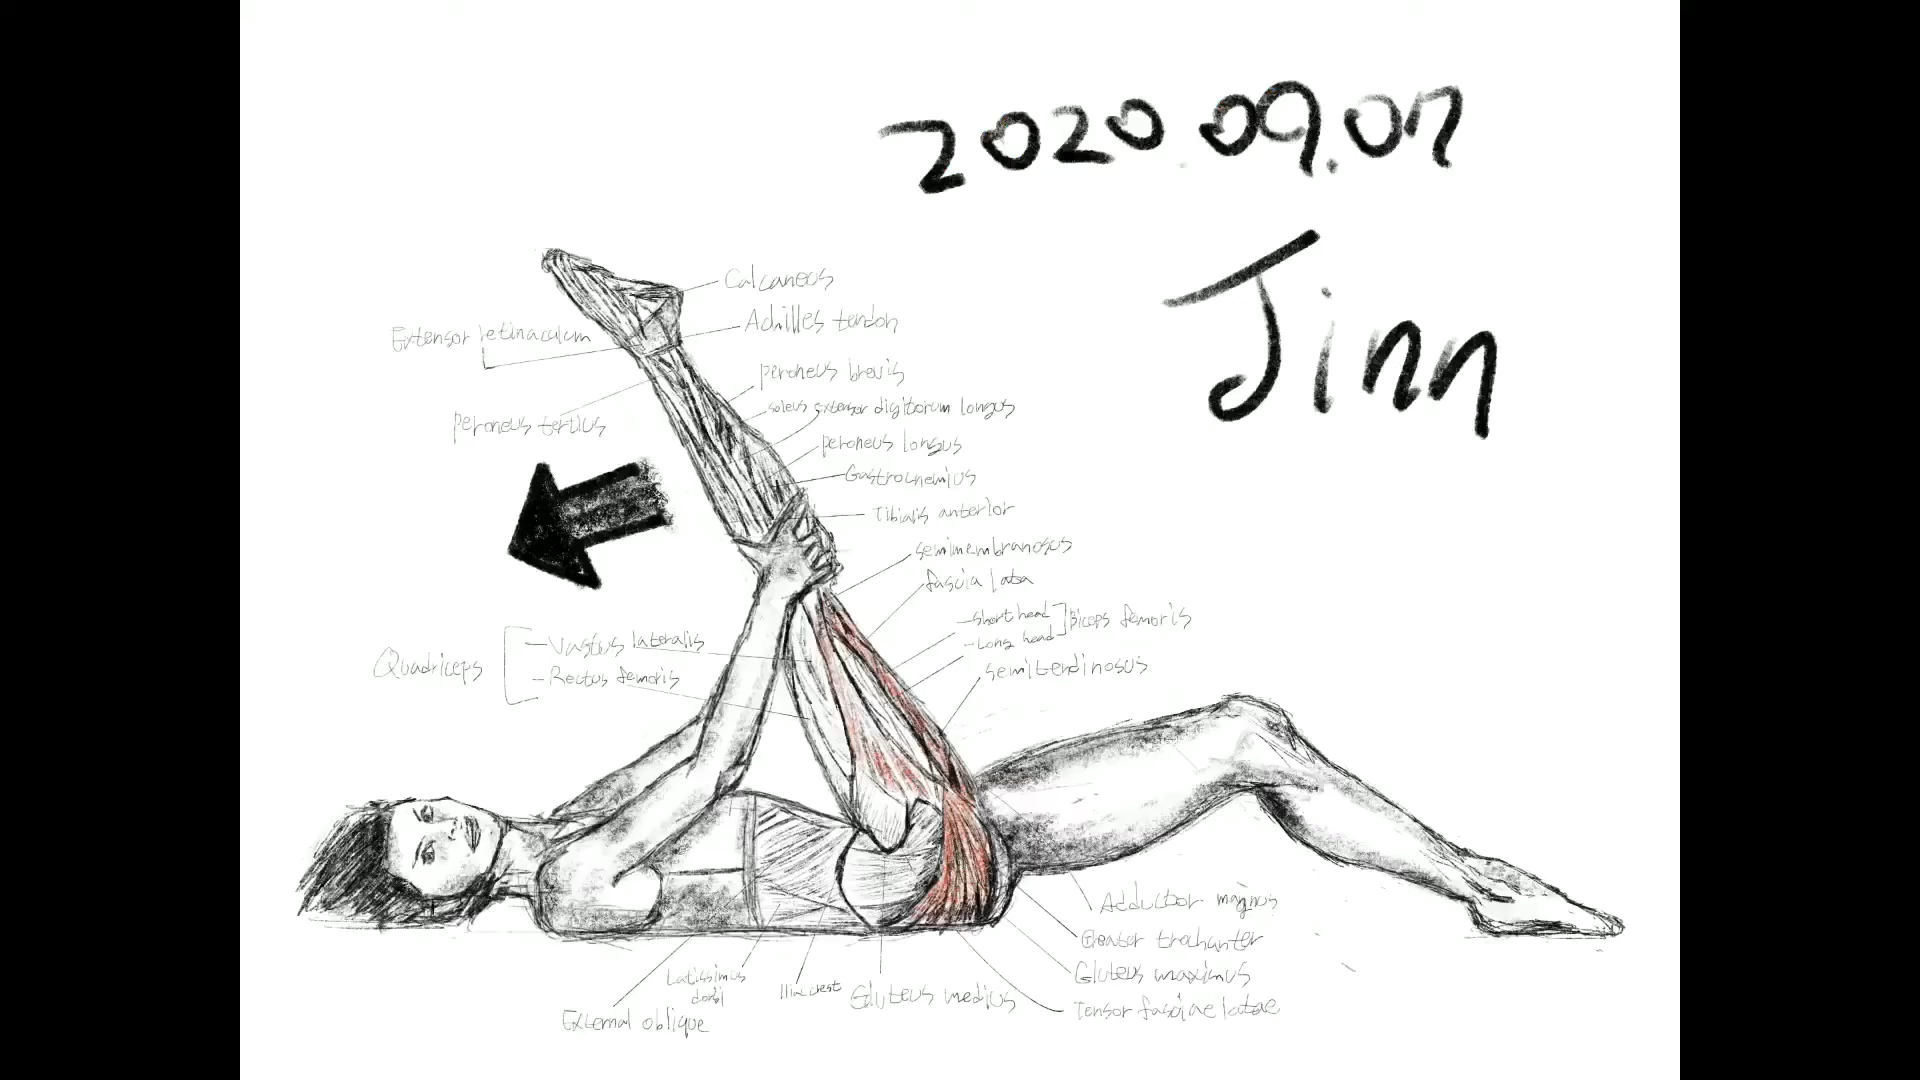 2020.09.07
Jinn
Calcaneus
Achilles tendon
Extensor retinaculum
peroneus brevis
soleus extensor digitorum longus
peroneus tertius
peroneus longus
Gastrocnemius
Tibialis anterior
semimembranosus
fascia lata
-short head
-Long head
Biceps femoris
semitendinosus
Quadriceps
-Vastus lateralis
-Rectus femoris
Adductor magnus
Greater trochanter
Gluteus maximus
Tensor fasciae latae
Gluteus medius
Iliac crest
Latissimus
dorsi
External oblique